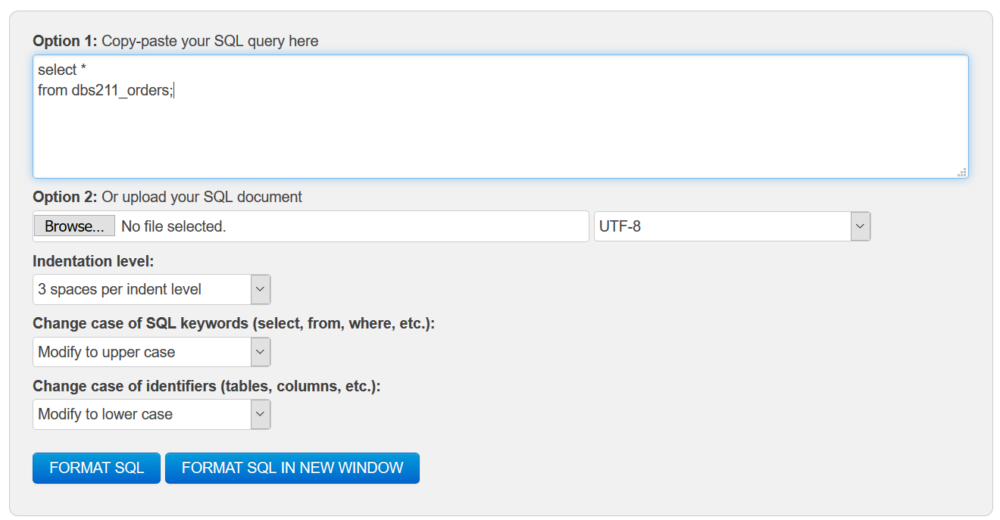 Option 1: Copy-paste your SQL query here
select *
from dbs211_orders;
Option 2: Or upload your SQL document
Browse... No file selected. UTF-8
Indentation level:
3 spaces per indent level
Change case of SQL keywords (select, from, where, etc.):
Modify to upper case
Change case of identifiers (tables, columns, etc.):
Modify to lower case
FORMAT SQL FORMAT SQL IN NEW WINDOW